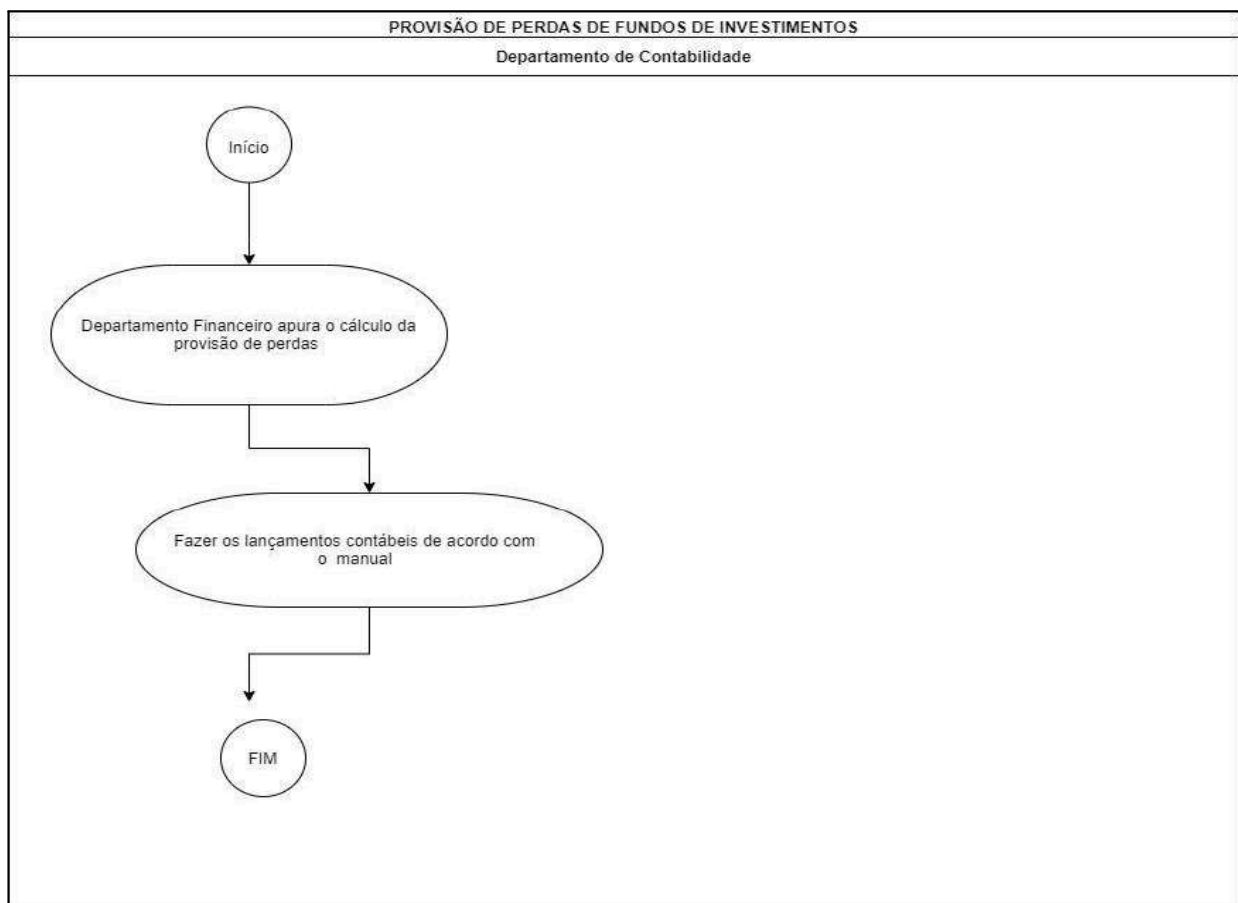 PROVISÃO DE PERDAS DE FUNDOS DE INVESTIMENTOS
Departamento de Contabilidade
Início
Departamento Financeiro apura o cálculo da
provisão de perdas
Fazer os lançamentos contábeis de acordo com
o manual
FIM